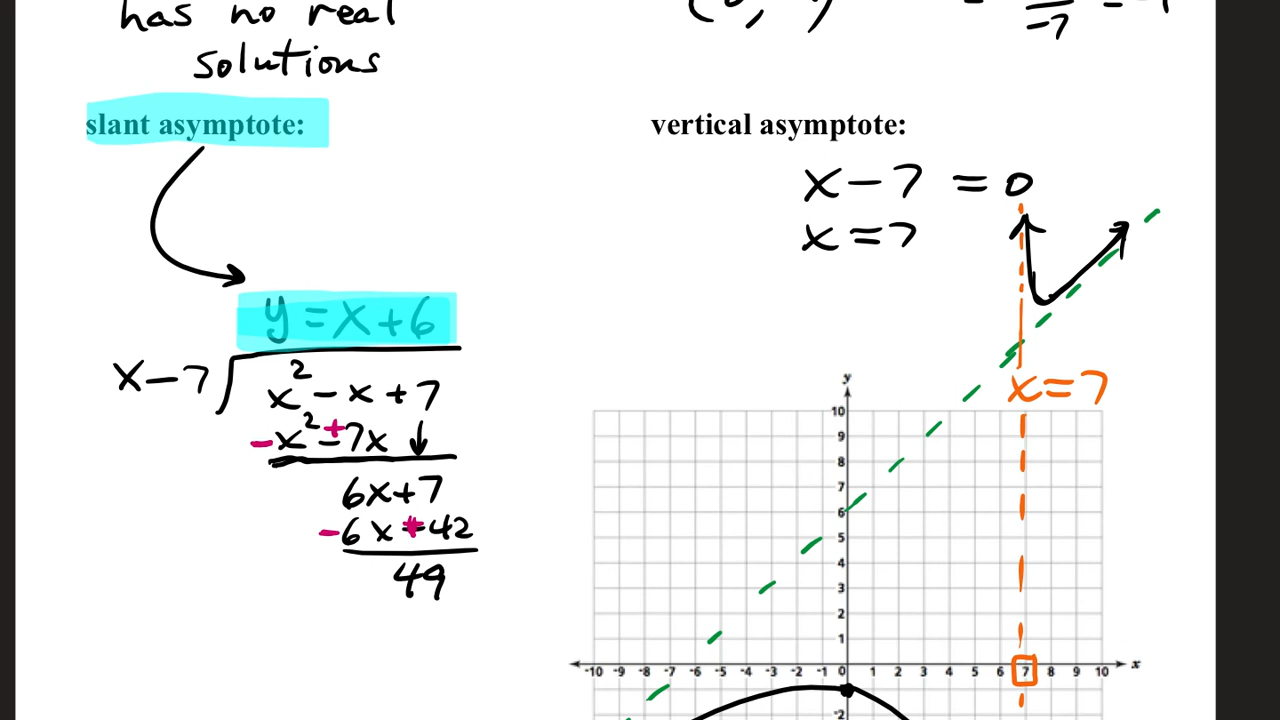 has no real
solutions
= /-7 =
slant asymptote:
y = x + 6
x - 7
x² - x + 7
- x² ∓ 7x ↓
6x + 7
- 6x + 42
49
vertical asymptote:
x - 7 = 0
x = 7
x = 7
y
10
9
8
7
6
5
4
3
2
1
-10 -9 -8 -7 -6 -5 -4 -3 -2 -1 0 1 2 3 4 5 6 7 8 9 10 x
-2